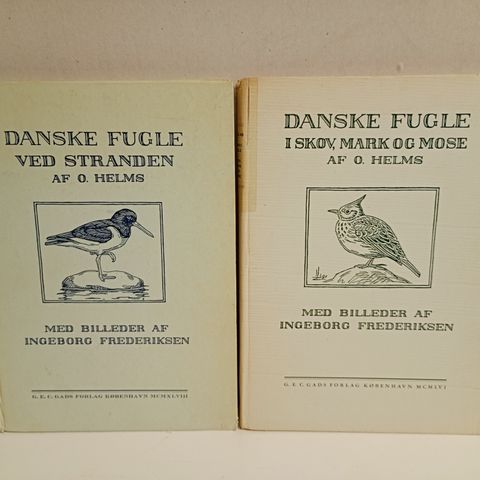 DANSKE FUGLE
VED STRANDEN
AF O. HELMS
MED BILLEDER AF
INGEBORG FREDERIKSEN
G. E. C. GADS FORLAG KØBENHAVN MCMXLVIII
DANSKE FUGLE
I SKOV, MARK OG MOSE
AF O. HELMS
MED BILLEDER AF
INGEBORG FREDERIKSEN
G. E. C. GADS FORLAG KØBENHAVN MCMLVI